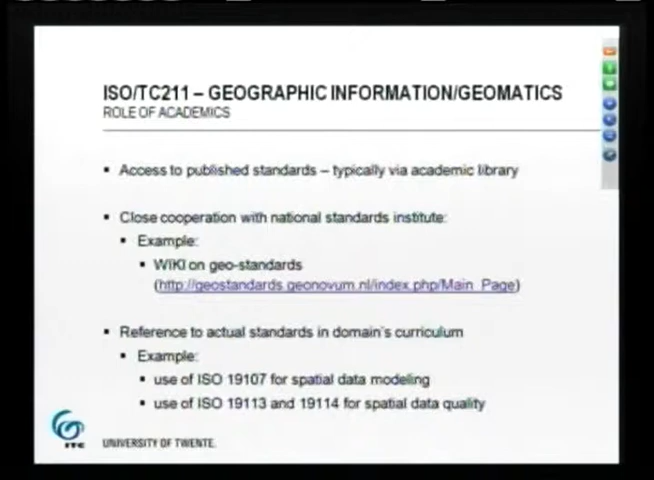 ISO/TC211 – GEOGRAPHIC INFORMATION/GEOMATICS
ROLE OF ACADEMICS
▪ Access to published standards – typically via academic library
▪ Close cooperation with national standards institute:
▪ Example:
▪ WIKI on geo-standards
(http://geostandards.geonovum.nl/index.php/Main_Page)
▪ Reference to actual standards in domain's curriculum
▪ Example:
▪ use of ISO 19107 for spatial data modeling
▪ use of ISO 19113 and 19114 for spatial data quality
ITC
UNIVERSITY OF TWENTE.